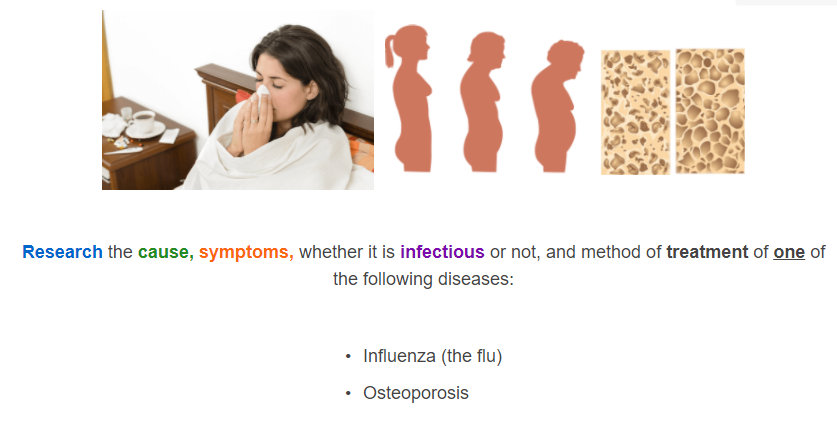 Research the cause, symptoms, whether it is infectious or not, and method of treatment of one of
the following diseases:
• Influenza (the flu)
• Osteoporosis